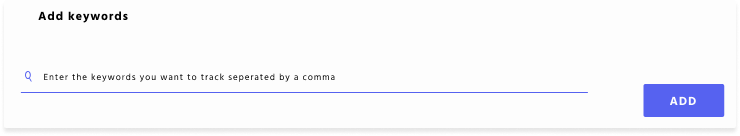 Add keywords
Enter the keywords you want to track seperated by a comma
ADD